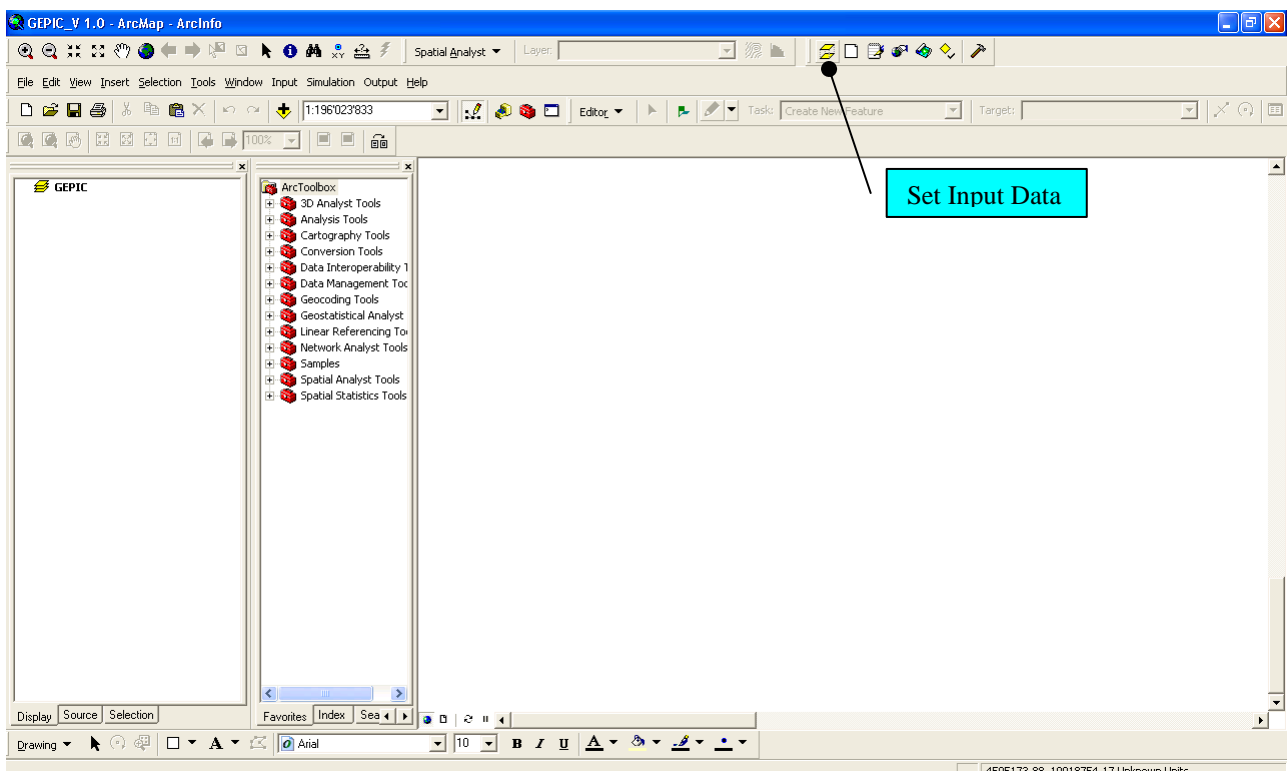 GEPIC_V 1.0 - ArcMap - ArcInfo
Spatial Analyst Layer:
File Edit View Insert Selection Tools Window Input Simulation Output Help
1:196'023'833 Editor Task: Create New Feature Target:
100%
GEPIC
ArcToolbox
3D Analyst Tools
Analysis Tools
Cartography Tools
Conversion Tools
Data Interoperability T
Data Management Too
Geocoding Tools
Geostatistical Analyst
Linear Referencing Too
Network Analyst Tools
Samples
Spatial Analyst Tools
Spatial Statistics Tools
Set Input Data
Display Source Selection
Favorites Index Sea
Drawing A Arial 10 B I U A
Unknown Units